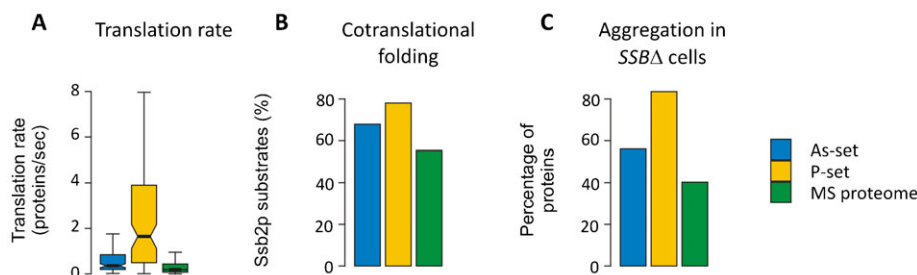 A Translation rate
Translation rate
(proteins/sec)
8
6
4
2
0
B Cotranslational
folding
Ssb2p substrates (%)
80
60
40
20
0
C Aggregation in
SSBΔ cells
Percentage of
proteins
80
60
40
20
0
As-set
P-set
MS proteome